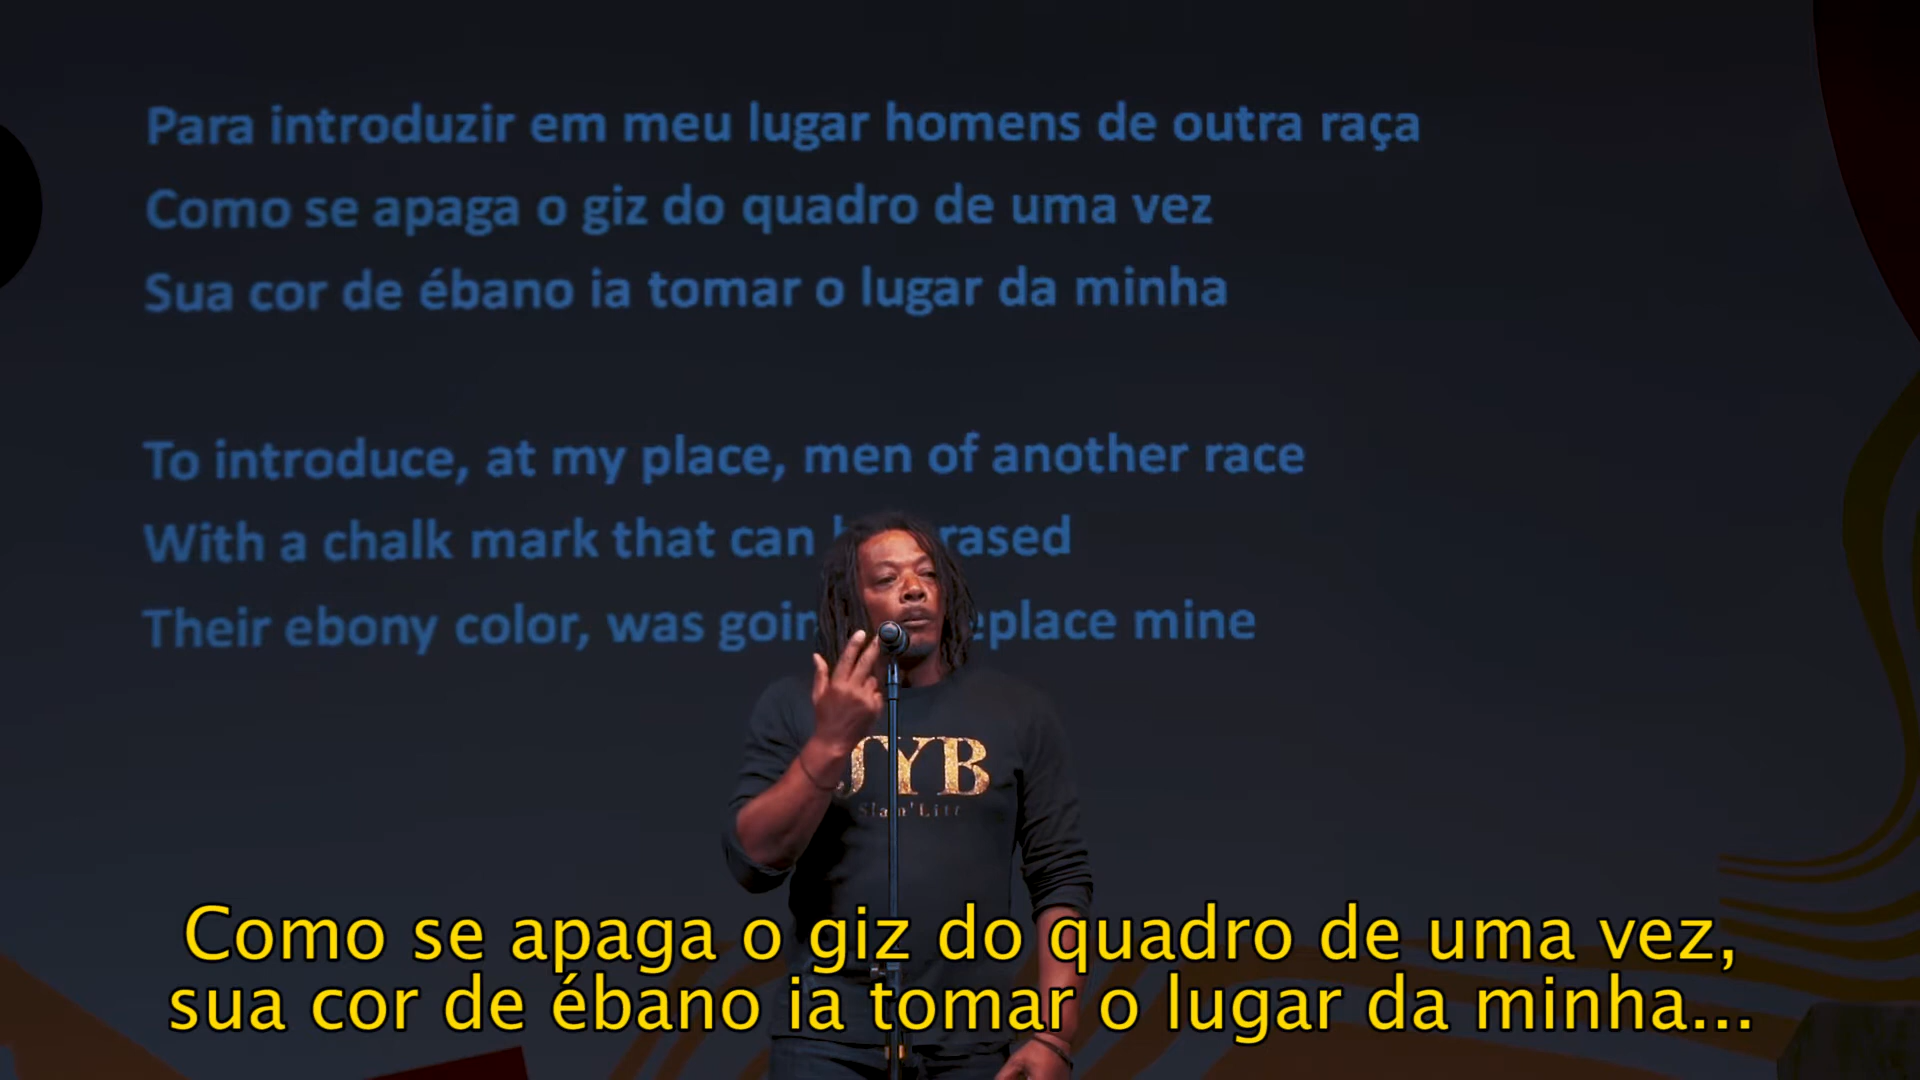 Para introduzir em meu lugar homens de outra raça
Como se apaga o giz do quadro de uma vez
Sua cor de ébano ia tomar o lugar da minha
To introduce, at my place, men of another race
With a chalk mark that can rased
Their ebony color, was goin eplace mine
JYB
Slam'Litt
Como se apaga o giz do quadro de uma vez,
sua cor de ébano ia tomar o lugar da minha...